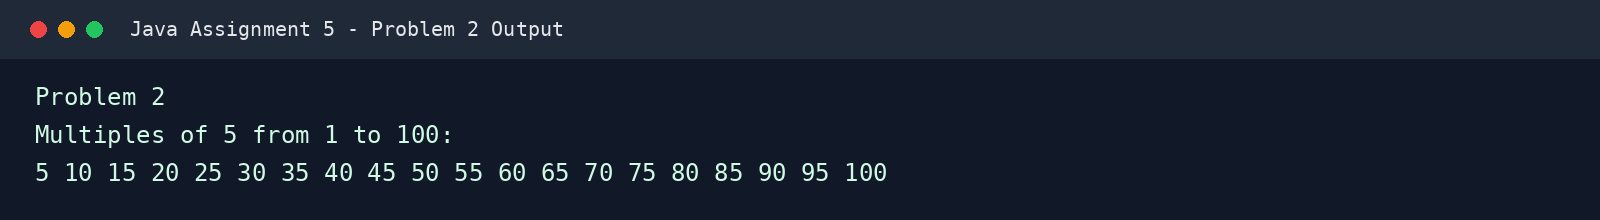 Java Assignment 5 - Problem 2 Output
Problem 2
Multiples of 5 from 1 to 100:
5 10 15 20 25 30 35 40 45 50 55 60 65 70 75 80 85 90 95 100